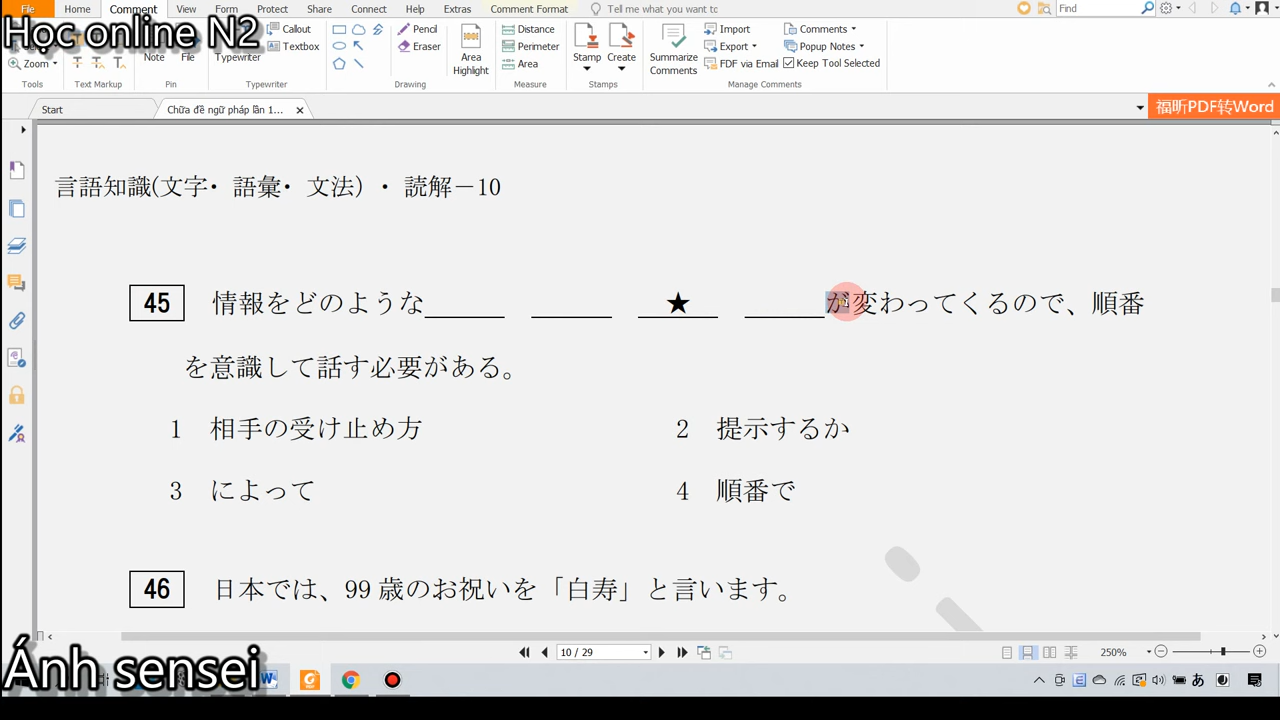 File Home Comment View Form Protect Share Connect Help Extras Comment Format Tell me what you want to Find
Học online N2
Zoom Note File Typewriter Callout Textbox Pencil Eraser Area Highlight Distance Perimeter Area Stamp Create Summarize Comments Import Export FDF via Email Comments Popup Notes Keep Tool Selected
Tools Text Markup Pin Typewriter Drawing Measure Stamps Manage Comments
Start Chữa đề ngữ pháp lần 1... 福昕PDF转Word
言語知識(文字・語彙・文法)・読解－10
45 情報をどのような______ ______ ★ ______が変わってくるので、順番
を意識して話す必要がある。
1 相手の受け止め方 2 提示するか
3 によって 4 順番で
46 日本では、99歳のお祝いを「白寿」と言います。
10 / 29 250%
Ánh sensei